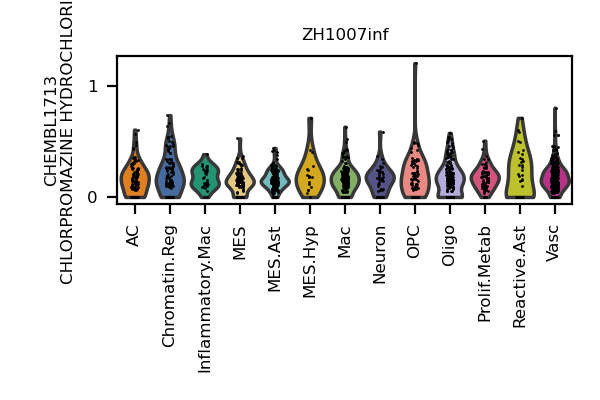 ZH1007inf
CHEMBL1713
CHLORPROMAZINE
1
0
AC
Chromatin.Reg
Inflammatory.Mac
MES
MES.Ast
MES.Hyp
Mac
Neuron
OPC
Oligo
Prolif.Metab
Reactive.Ast
Vasc